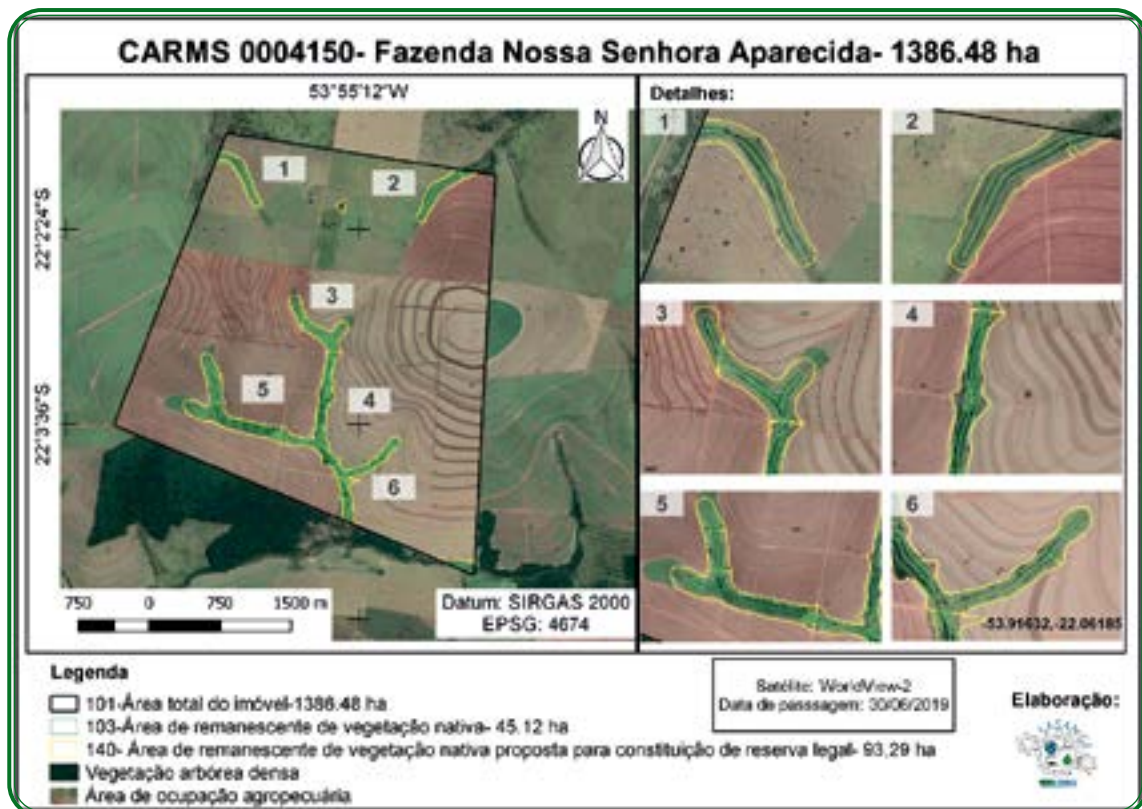 CARMS 0004150- Fazenda Nossa Senhora Aparecida- 1386.48 ha
53°55'12"W
Detalhes:
N
22°2'24"S
22°3'36"S
1
2
3
4
5
6
1
2
3
4
5
6
-53.91632,-22.06185
750 0 750 1500 m
Datum: SIRGAS 2000
EPSG: 4674
Legenda
101-Área total do imóvel-1386.48 ha
103-Área de remanescente de vegetação nativa- 45.12 ha
140- Área de remanescente de vegetação nativa proposta para constituição de reserva legal- 93,29 ha
Vegetação arbórea densa
Área de ocupação agropecuária
Satélite: WorldView-2
Data de passsagem: 30/06/2019
Elaboração: